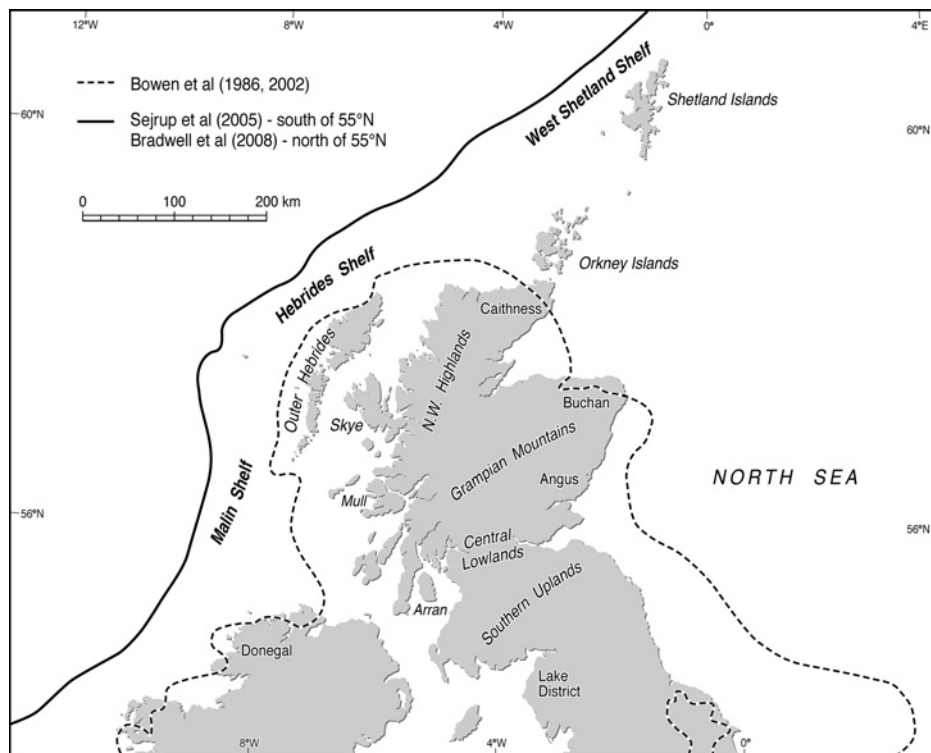 12°W 8°W 4°W 0° 4°E
Bowen et al (1986, 2002)
Sejrup et al (2005) - south of 55°N
Bradwell et al (2008) - north of 55°N
0 100 200 km
60°N
60°N
West Shetland Shelf
Shetland Islands
Orkney Islands
Hebrides Shelf
Caithness
Outer Hebrides
N.W. Highlands
Skye
Buchan
Grampian Mountains
Angus
NORTH SEA
Mull
Malin Shelf
56°N
56°N
Central
Lowlands
Southern Uplands
Arran
Donegal
Lake
District
8°W 4°W 0°